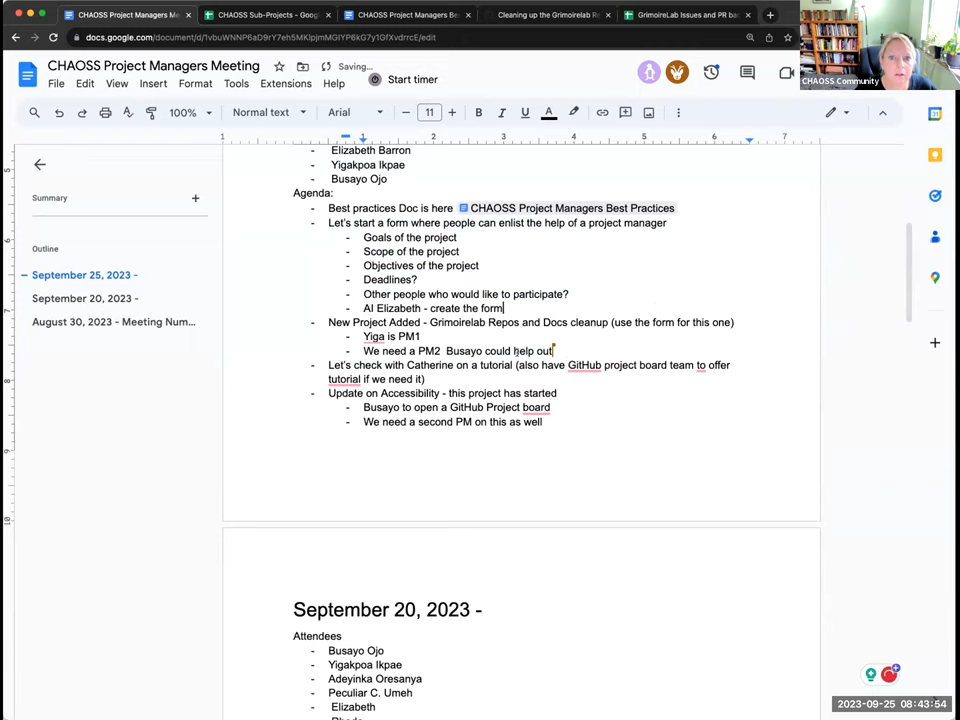 CHAOSS Project Managers Me
CHAOSS Sub-Projects - Googl
CHAOSS Project Managers Be
Cleaning up the Grimoirelab R
GrimoireLab Issues and PR ba
docs.google.com/document/d/1vbuWNNP6aD9rY7eh5MKlpjmMGIYP6kG7y1GfXvdrrcE/edit
CHAOSS Community
CHAOSS Project Managers Meeting
Saving...
File Edit View Insert Format Tools Extensions Help
Start timer
100% Normal text Arial 11
1 1 2 3 4 5 6 7
Summary
Outline
September 25, 2023 -
September 20, 2023 -
August 30, 2023 - Meeting Num...
- Elizabeth Barron
- Yigakpoa Ikpae
- Busayo Ojo
Agenda:
- Best practices Doc is here CHAOSS Project Managers Best Practices
- Let's start a form where people can enlist the help of a project manager
- Goals of the project
- Scope of the project
- Objectives of the project
- Deadlines?
- Other people who would like to participate?
- AI Elizabeth - create the form
- New Project Added - Grimoirelab Repos and Docs cleanup (use the form for this one)
- Yiga is PM1
- We need a PM2 Busayo could help out
- Let's check with Catherine on a tutorial (also have GitHub project board team to offer
tutorial if we need it)
- Update on Accessibility - this project has started
- Busayo to open a GitHub Project board
- We need a second PM on this as well
September 20, 2023 -
Attendees
- Busayo Ojo
- Yigakpoa Ikpae
- Adeyinka Oresanya
- Peculiar C. Umeh
- Elizabeth
2023-09-25 08:43:54